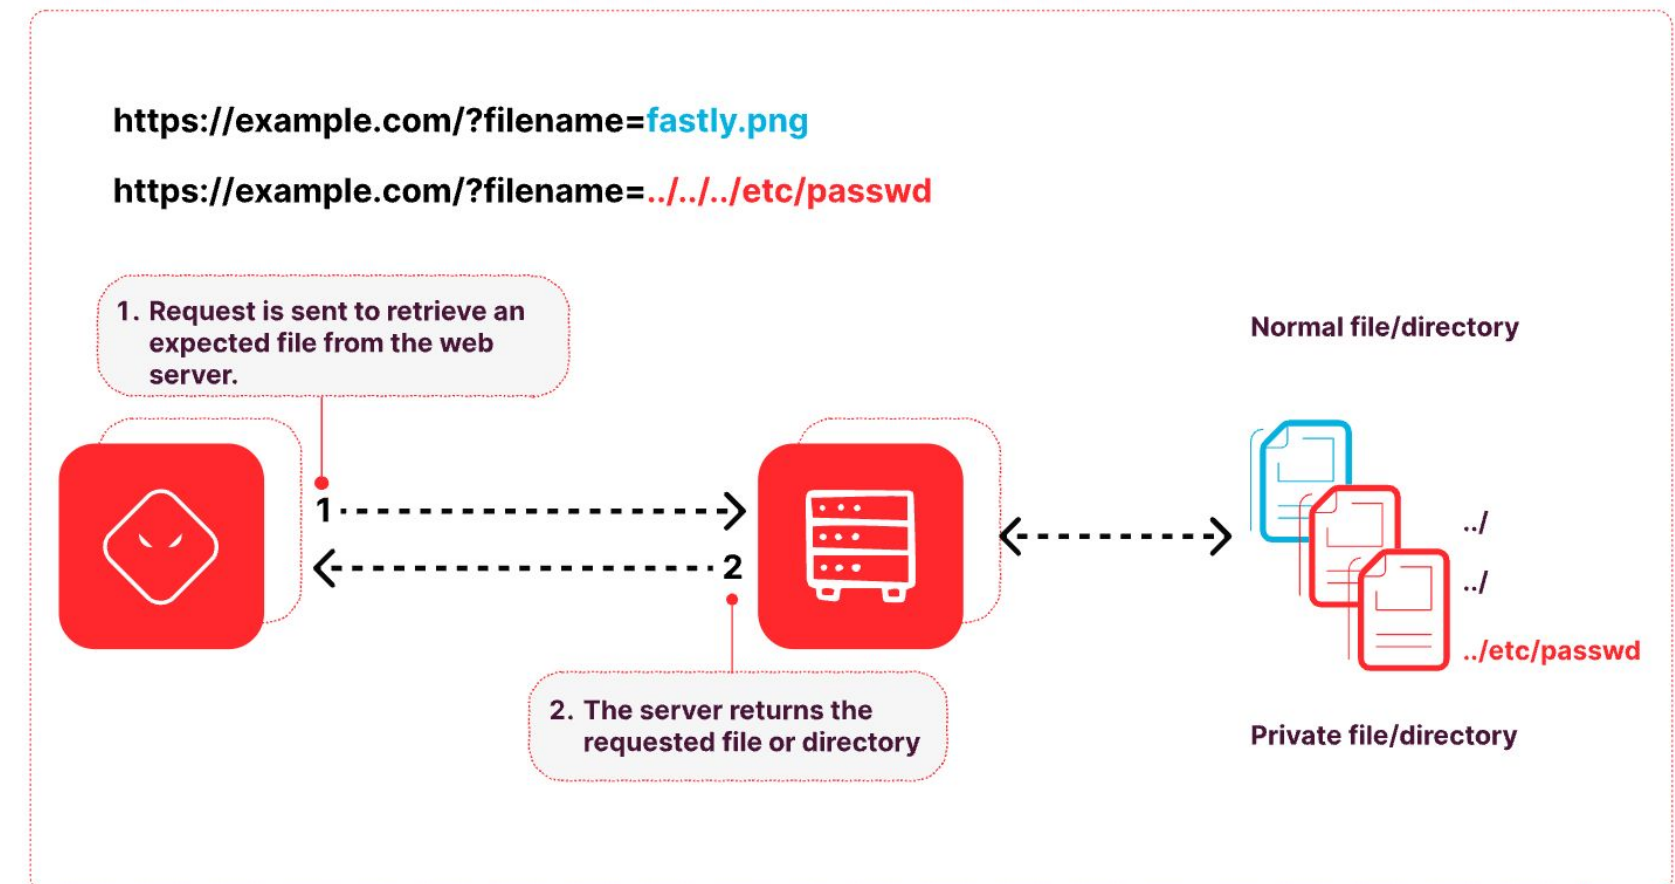 https://example.com/?filename=fastly.png
https://example.com/?filename=../../../etc/passwd
1. Request is sent to retrieve an
expected file from the web
server.
Normal file/directory
1
2
../
../
../etc/passwd
2. The server returns the
requested file or directory
Private file/directory